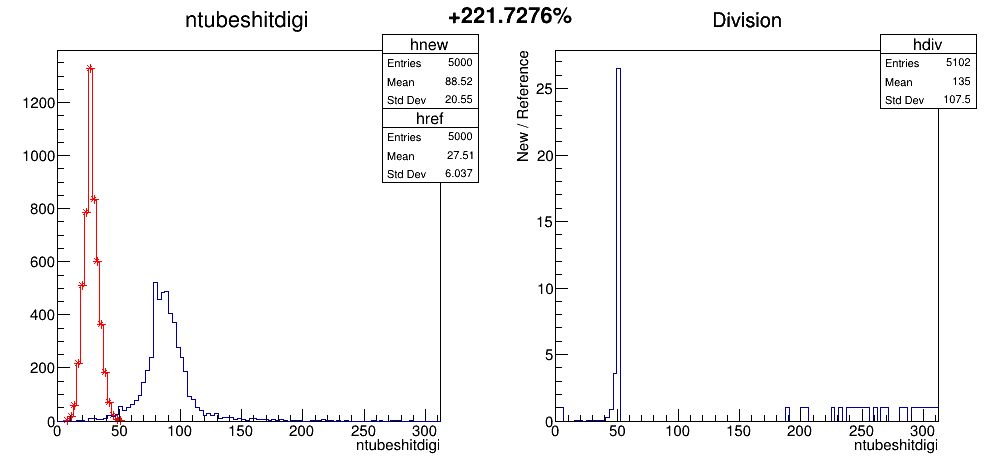 +221.7276%
ntubeshitdigi
hnew
Entries 5000
Mean 88.52
Std Dev 20.55
href
Entries 5000
Mean 27.51
Std Dev 6.037
1200
1000
800
600
400
200
0
0 50 100 150 200 250 300
ntubeshitdigi
Division
hdiv
Entries 5102
Mean 135
Std Dev 107.5
New / Reference
25
20
15
10
5
0
0 50 100 150 200 250 300
ntubeshitdigi